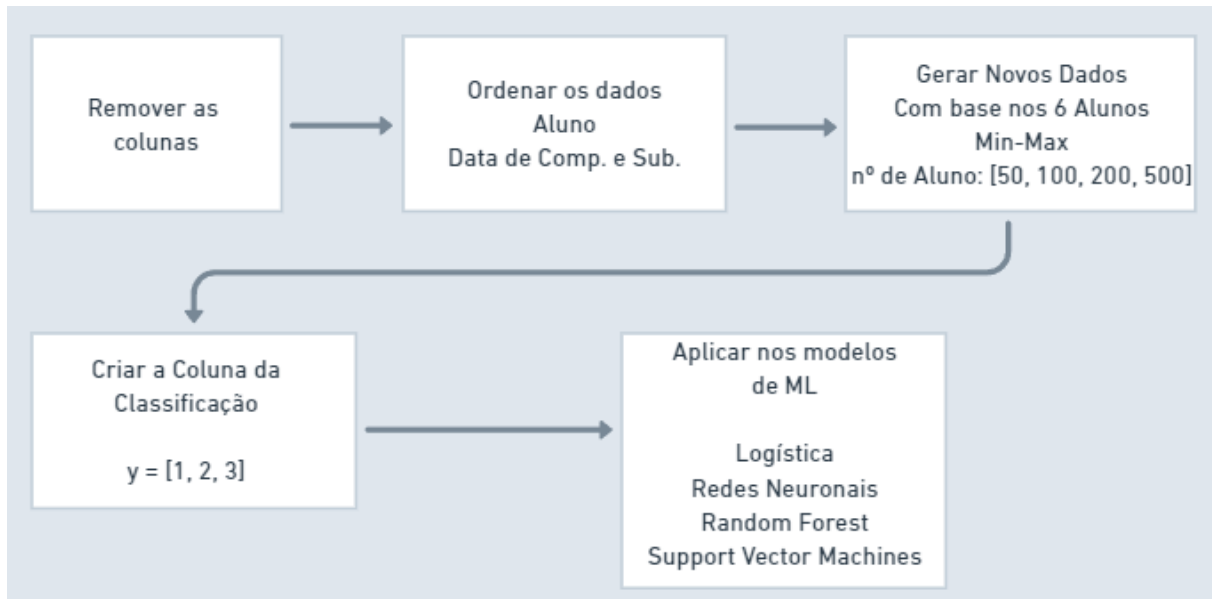 Remover as
colunas
Ordenar os dados
Aluno
Data de Comp. e Sub.
Gerar Novos Dados
Com base nos 6 Alunos
Min-Max
nº de Aluno: [50, 100, 200, 500]
Criar a Coluna da
Classificação
y = [1, 2, 3]
Aplicar nos modelos
de ML
Logística
Redes Neuronais
Random Forest
Support Vector Machines